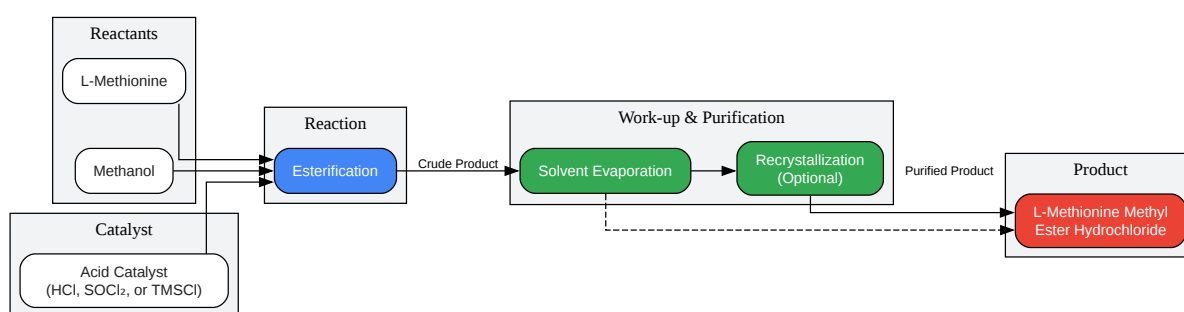 Reactants
L-Methionine
Methanol
Catalyst
Acid Catalyst
(HCl, SOCl₂, or TMSCl)
Reaction
Esterification
Crude Product
Work-up & Purification
Solvent Evaporation
Recrystallization
(Optional)
Purified Product
Product
L-Methionine Methyl
Ester Hydrochloride